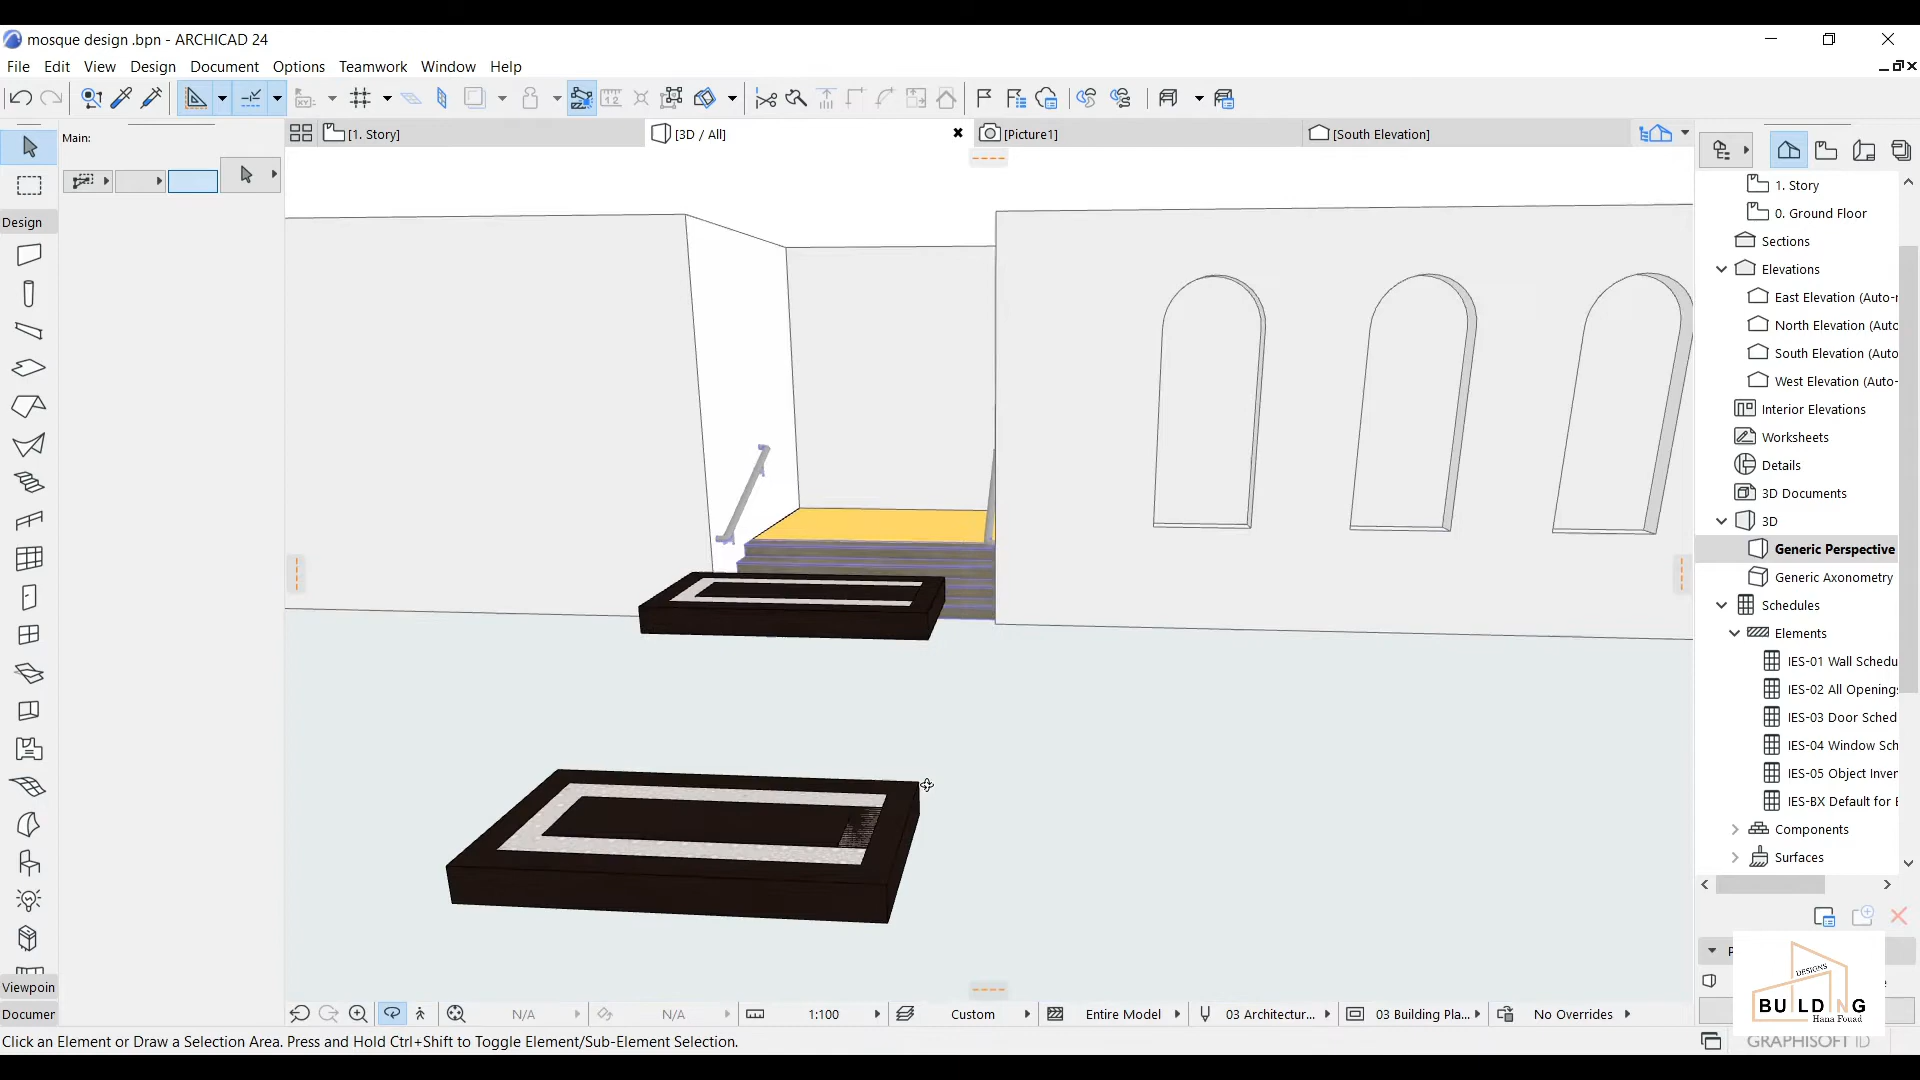 mosque design .bpn - ARCHICAD 24
File Edit View Design Document Options Teamwork Window Help
[1. Story]
[3D / All]
[Picture1]
[South Elevation]
Main:
Design
Viewpoin
Documer
1. Story
0. Ground Floor
Sections
Elevations
East Elevation (Auto-r
North Elevation (Autc
South Elevation (Auto
West Elevation (Auto-
Interior Elevations
Worksheets
Details
3D Documents
3D
Generic Perspective
Generic Axonometry
Schedules
Elements
IES-01 Wall Schedu
IES-02 All Opening:
IES-03 Door Sched
IES-04 Window Sch
IES-05 Object Inver
IES-BX Default for E
Components
Surfaces
DESIGNS
BUILDING
Hana Fouad
N/A
N/A
1:100
Custom
Entire Model
03 Architectur...
03 Building Pla...
No Overrides
Click an Element or Draw a Selection Area. Press and Hold Ctrl+Shift to Toggle Element/Sub-Element Selection.
GRAPHISOFT ID